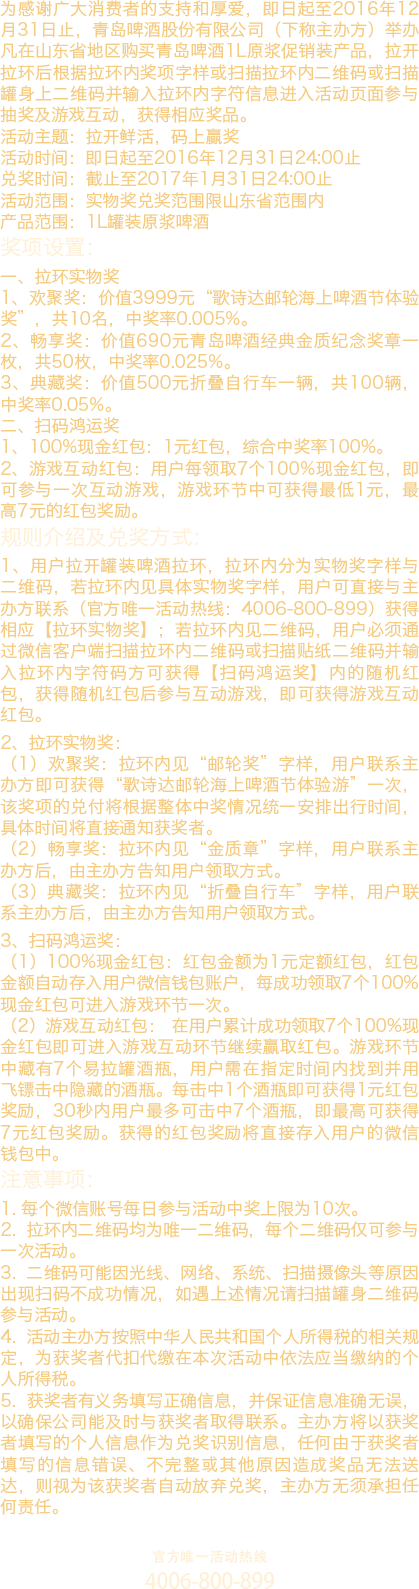 为感谢广大消费者的支持和厚爱，即日起至2016年12
月31日止，青岛啤酒股份有限公司（下称主办方）举办
凡在山东省地区购买青岛啤酒1L原浆促销装产品，拉开
拉环后根据拉环内奖项字样或扫描拉环内二维码或扫描
罐身上二维码并输入拉环内字符信息进入活动页面参与
抽奖及游戏互动，获得相应奖品。
活动主题：拉开鲜活，码上赢奖
活动时间：即日起至2016年12月31日24:00止
兑奖时间：截止至2017年1月31日24:00止
活动范围：实物奖兑奖范围限山东省范围内
产品范围：1L罐装原浆啤酒
奖项设置：
一、拉环实物奖
1、欢聚奖：价值3999元“歌诗达邮轮海上啤酒节体验
奖”，共10名，中奖率0.005%。
2、畅享奖：价值690元青岛啤酒经典金质纪念奖章一
枚，共50枚，中奖率0.025%。
3、典藏奖：价值500元折叠自行车一辆，共100辆，
中奖率0.05%。
二、扫码鸿运奖
1、100%现金红包：1元红包，综合中奖率100%。
2、游戏互动红包：用户每领取7个100%现金红包，即
可参与一次互动游戏，游戏环节中可获得最低1元，最
高7元的红包奖励。
规则介绍及兑奖方式：
1、用户拉开罐装啤酒拉环，拉环内分为实物奖字样与
二维码，若拉环内见具体实物奖字样，用户可直接与主
办方联系（官方唯一活动热线：4006-800-899）获得
相应【拉环实物奖】；若拉环内见二维码，用户必须通
过微信客户端扫描拉环内二维码或扫描贴纸二维码并输
入拉环内字符码方可获得【扫码鸿运奖】内的随机红
包，获得随机红包后参与互动游戏，即可获得游戏互动
红包。
2、拉环实物奖：
（1）欢聚奖：拉环内见“邮轮奖”字样，用户联系主
办方即可获得“歌诗达邮轮海上啤酒节体验游”一次，
该奖项的兑付将根据整体中奖情况统一安排出行时间，
具体时间将直接通知获奖者。
（2）畅享奖：拉环内见“金质章”字样，用户联系主
办方后，由主办方告知用户领取方式。
（3）典藏奖：拉环内见“折叠自行车”字样，用户联
系主办方后，由主办方告知用户领取方式。
3、扫码鸿运奖：
（1）100%现金红包：红包金额为1元定额红包，红包
金额自动存入用户微信钱包账户，每成功领取7个100%
现金红包可进入游戏环节一次。
（2）游戏互动红包： 在用户累计成功领取7个100%现
金红包即可进入游戏互动环节继续赢取红包。游戏环节
中藏有7个易拉罐酒瓶，用户需在指定时间内找到并用
飞镖击中隐藏的酒瓶。每击中1个酒瓶即可获得1元红包
奖励，30秒内用户最多可击中7个酒瓶，即最高可获得
7元红包奖励。获得的红包奖励将直接存入用户的微信
钱包中。
注意事项：
1. 每个微信账号每日参与活动中奖上限为10次。
2. 拉环内二维码均为唯一二维码，每个二维码仅可参与
一次活动。
3. 二维码可能因光线、网络、系统、扫描摄像头等原因
出现扫码不成功情况，如遇上述情况请扫描罐身二维码
参与活动。
4. 活动主办方按照中华人民共和国个人所得税的相关规
定，为获奖者代扣代缴在本次活动中依法应当缴纳的个
人所得税。
5. 获奖者有义务填写正确信息，并保证信息准确无误，
以确保公司能及时与获奖者取得联系。主办方将以获奖
者填写的个人信息作为兑奖识别信息，任何由于获奖者
填写的信息错误、不完整或其他原因造成奖品无法送
达，则视为该获奖者自动放弃兑奖，主办方无须承担任
何责任。
官方唯一活动热线
4006-800-899